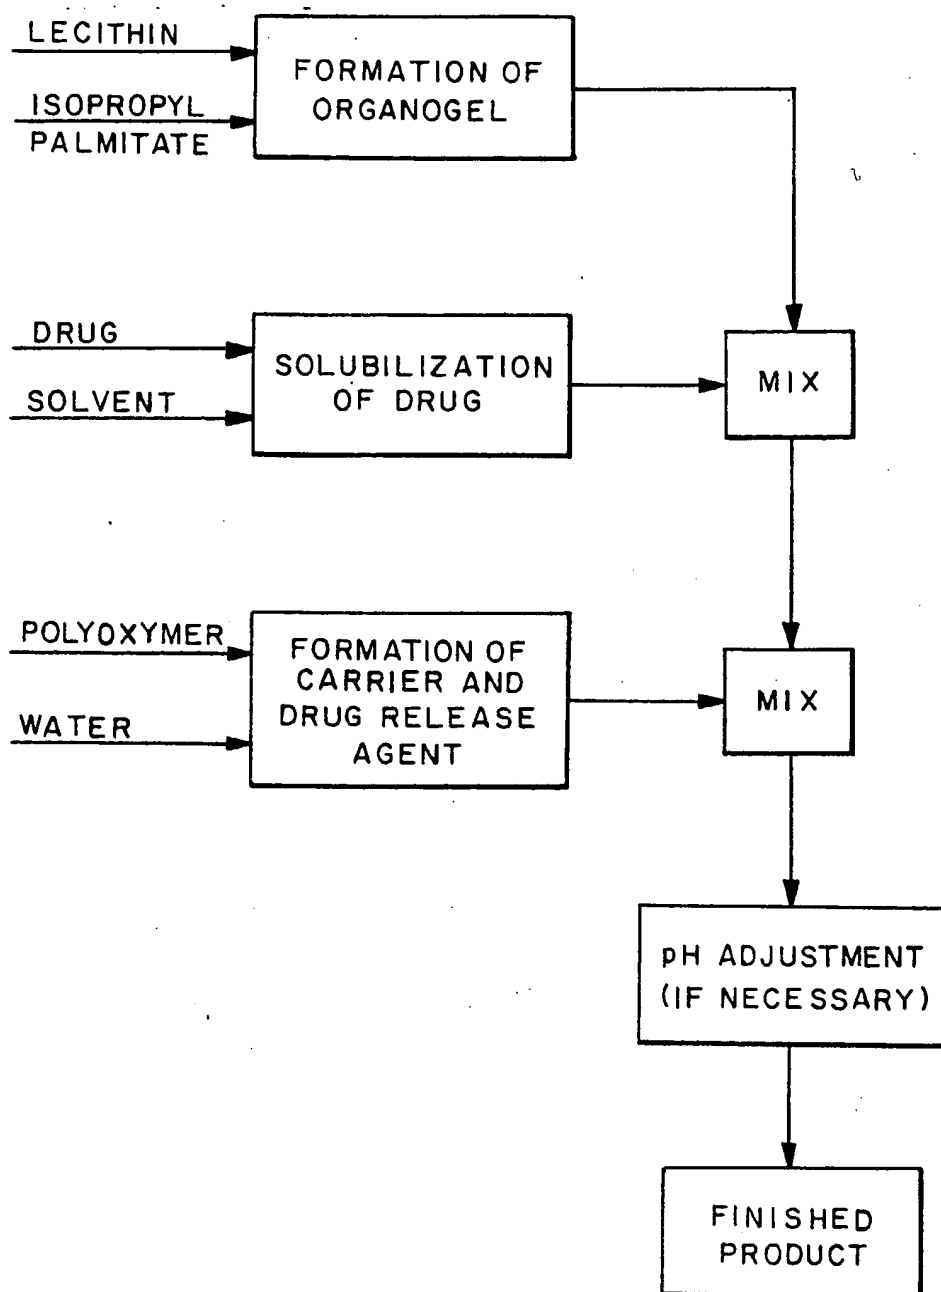 LECITHIN
ISOPROPYL
PALMITATE
FORMATION OF
ORGANOGEL
DRUG
SOLVENT
SOLUBILIZATION
OF DRUG
MIX
POLYOXYMER
WATER
FORMATION OF
CARRIER AND
DRUG RELEASE
AGENT
MIX
pH ADJUSTMENT
(IF NECESSARY)
FINISHED
PRODUCT